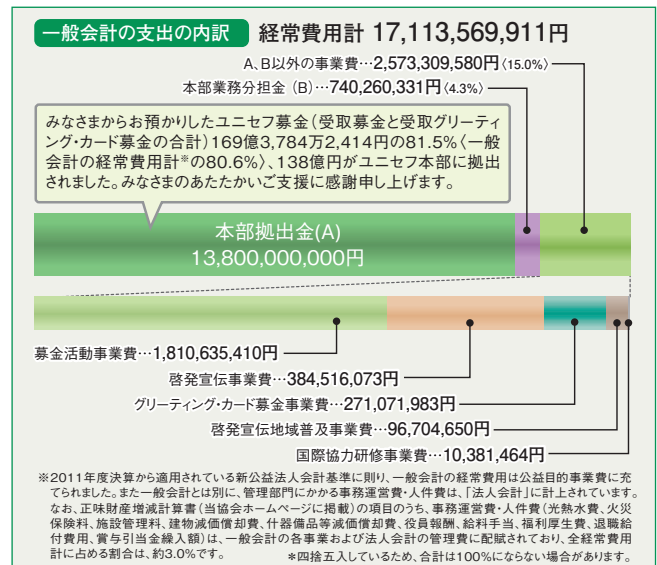 一般会計の支出の内訳 経常費用計 17,113,569,911円
A、B以外の事業費…2,573,309,580円〈15.0%〉
本部業務分担金（B）…740,260,331円〈4.3%〉
みなさまからお預かりしたユニセフ募金（受取募金と受取グリーティ
ング・カード募金の合計）169億3,784万2,414円の81.5%〈一般
会計の経常費用計※の80.6%〉、138億円がユニセフ本部に拠出
されました。みなさまのあたたかいご支援に感謝申し上げます。
本部拠出金(A)
13,800,000,000円
募金活動事業費…1,810,635,410円
啓発宣伝事業費…384,516,073円
グリーティング・カード募金事業費…271,071,983円
啓発宣伝地域普及事業費…96,704,650円
国際協力研修事業費…10,381,464円
※2011年度決算から適用されている新公益法人会計基準に則り、一般会計の経常費用は公益目的事業費に充
てられました。また一般会計とは別に、管理部門にかかる事務運営費・人件費は、「法人会計」に計上されています。
なお、正味財産増減計算書（当協会ホームページに掲載）の項目のうち、事務運営費・人件費（光熱水費、火災
保険料、施設管理料、建物減価償却費、什器備品等減価償却費、役員報酬、給料手当、福利厚生費、退職給
付費用、賞与引当金繰入額）は、一般会計の各事業および法人会計の管理費に配賦されており、全経常費用
計に占める割合は、約3.0%です。 ＊四捨五入しているため、合計は100%にならない場合があります。